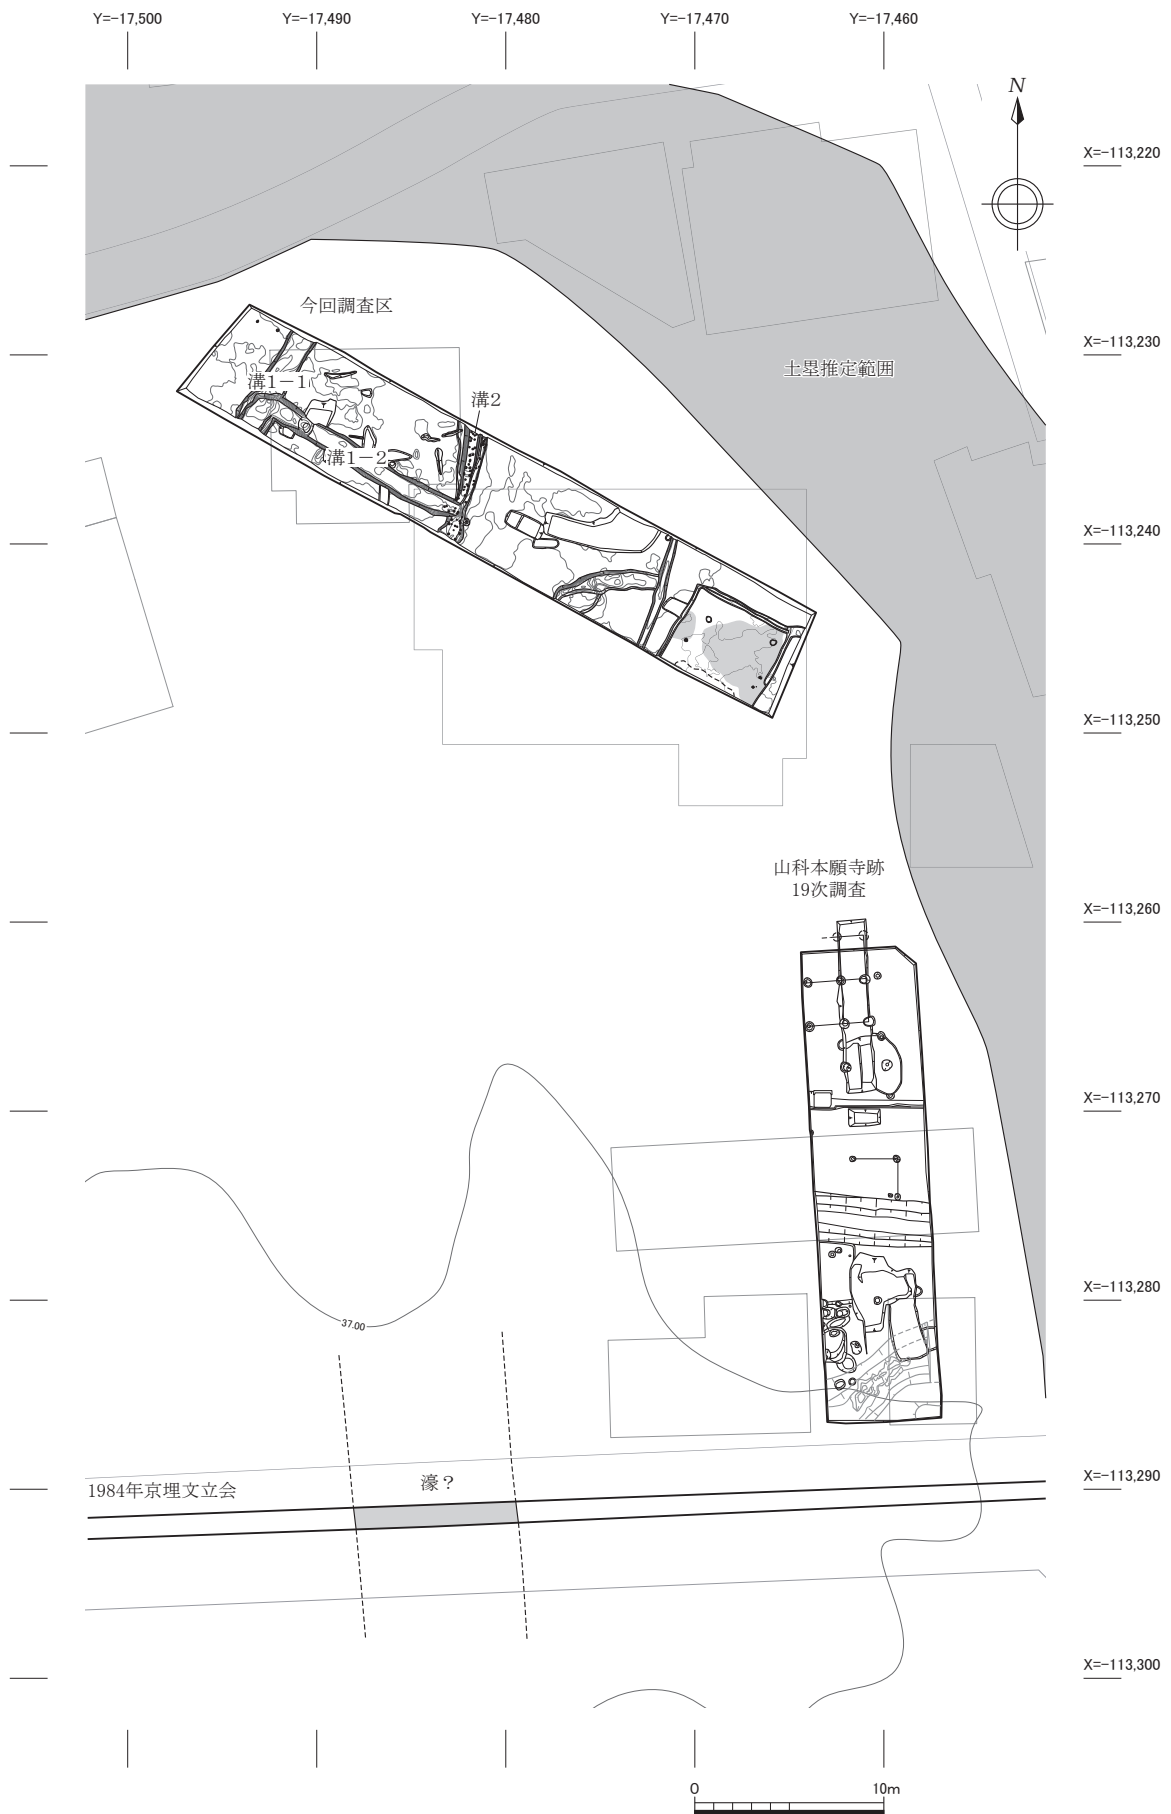 Y=-17,500
Y=-17,490
Y=-17,480
Y=-17,470
Y=-17,460
N
X=-113,220
今回調査区
X=-113,230
土塁推定範囲
溝1-1
溝2
溝1-2
X=-113,240
X=-113,250
山科本願寺跡
19次調査
X=-113,260
X=-113,270
X=-113,280
37.00
濠？
X=-113,290
1984年京埋文立会
X=-113,300
0
10m